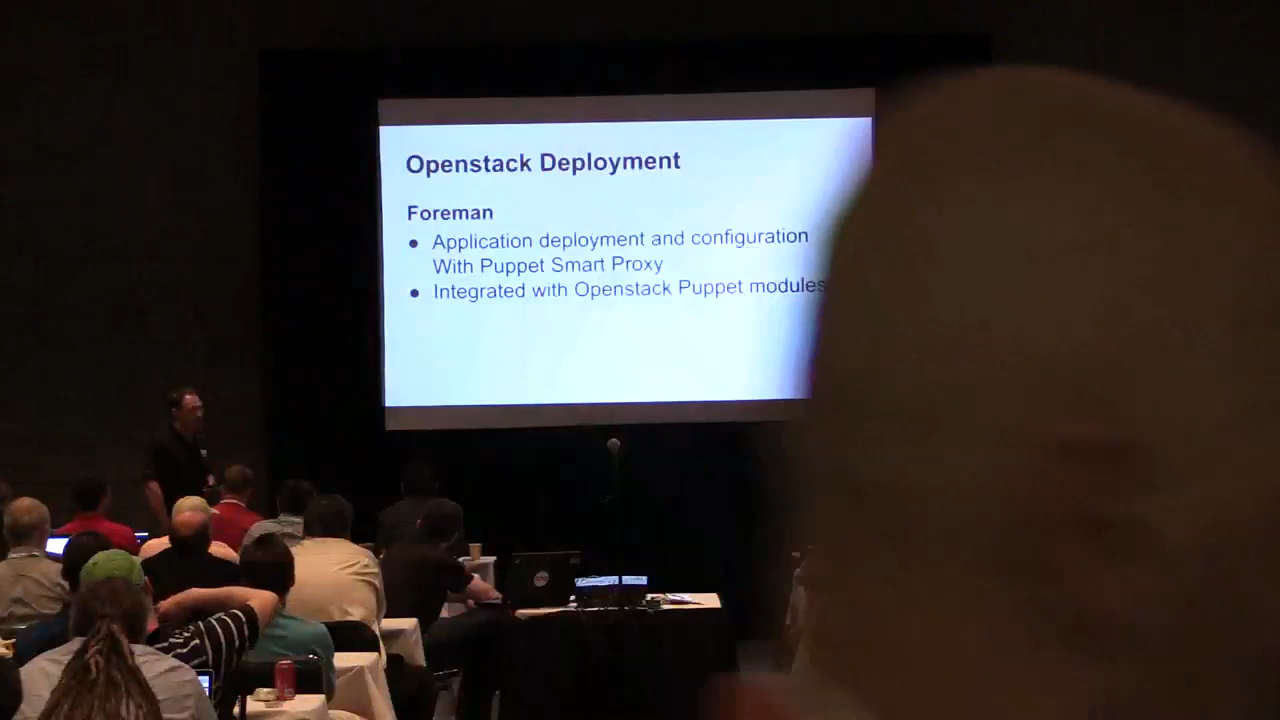 Openstack Deployment
Foreman
● Application deployment and configuration
With Puppet Smart Proxy
● Integrated with Openstack Puppet modules